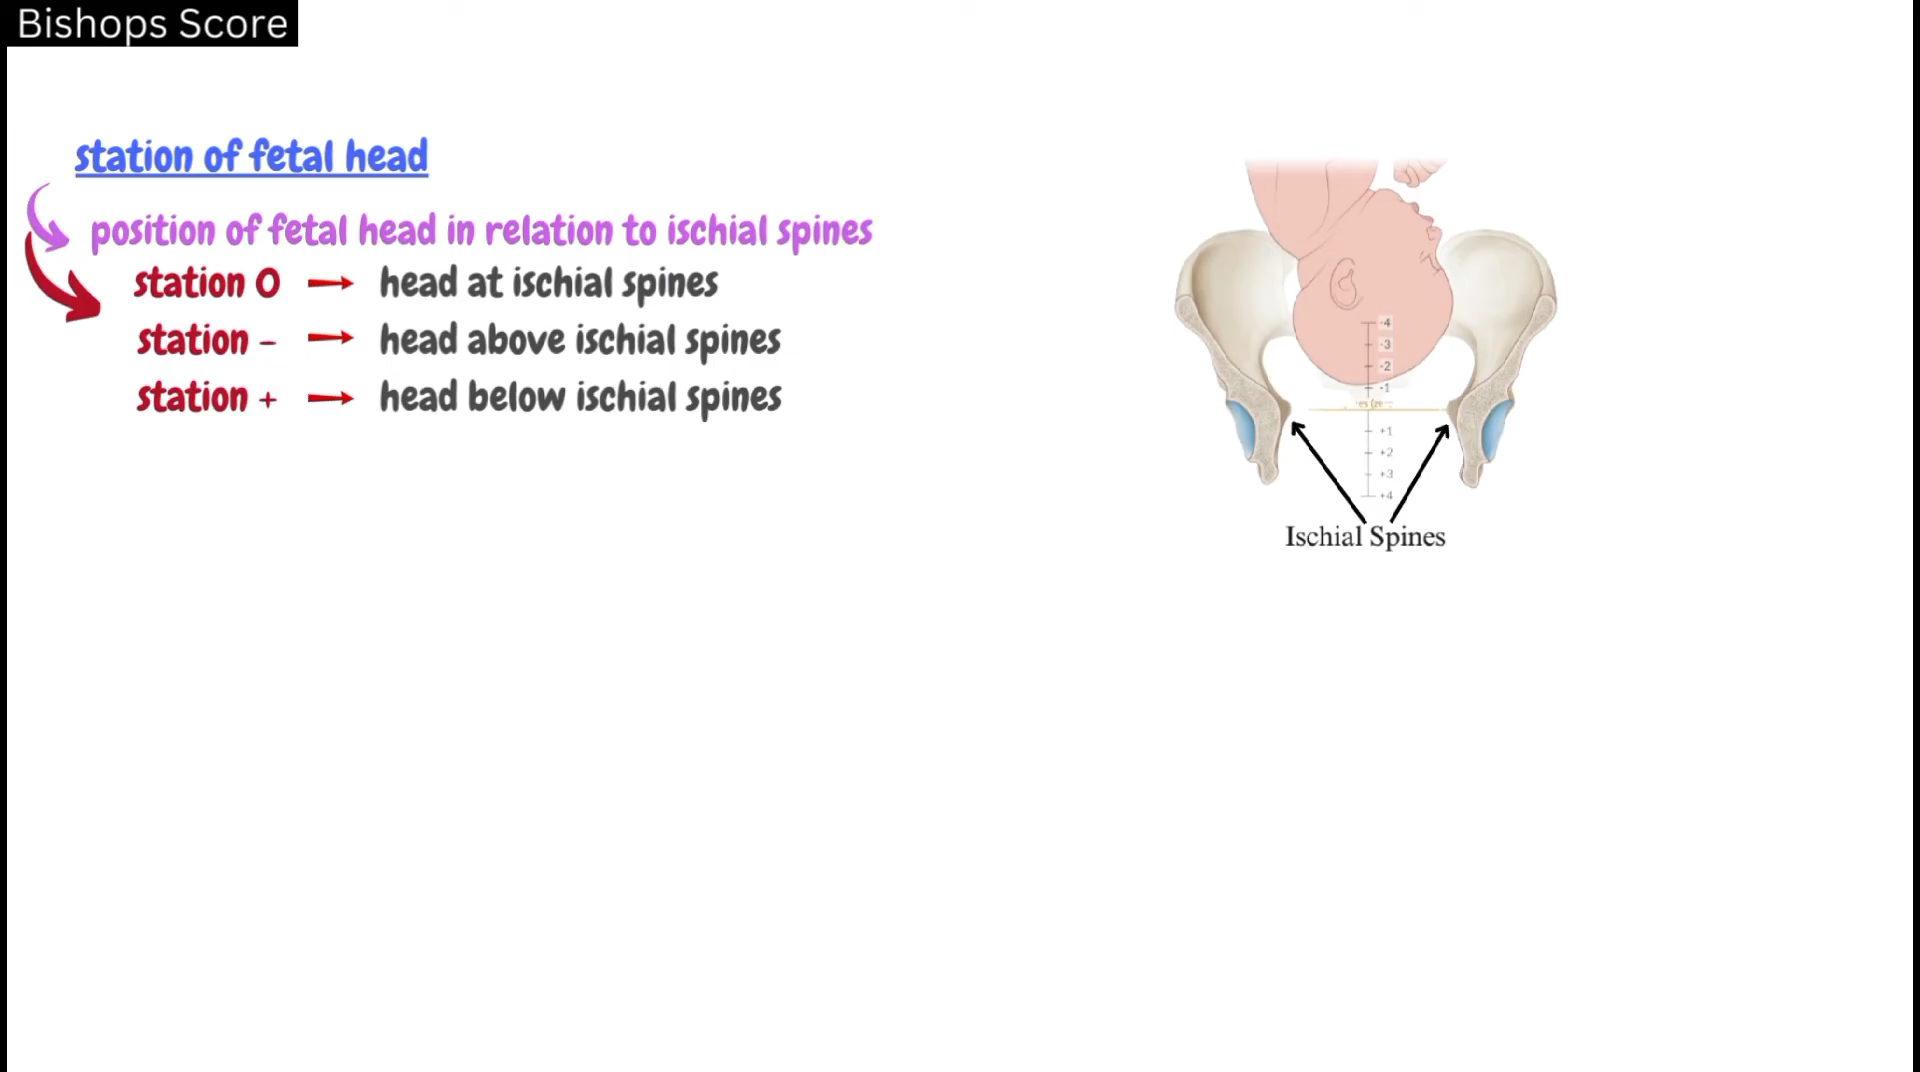 Bishops Score
station of fetal head
position of fetal head in relation to ischial spines
station 0 → head at ischial spines
station - → head above ischial spines
station + → head below ischial spines
-4
-3
-2
-1
+1
+2
+3
+4
Ischial Spines